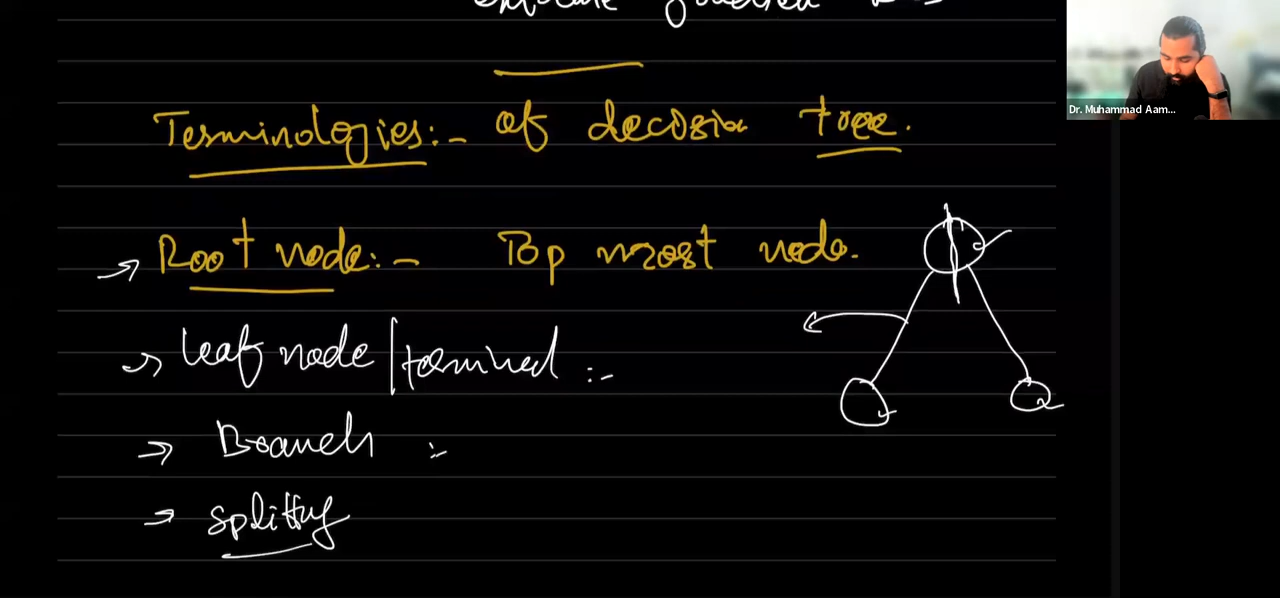 Dr. Muhammad Aam...
Terminologies:- of decision tree.
→ Root node:- Top most node.
→ leaf node/terminal :-
→ Branch :-
→ splitting